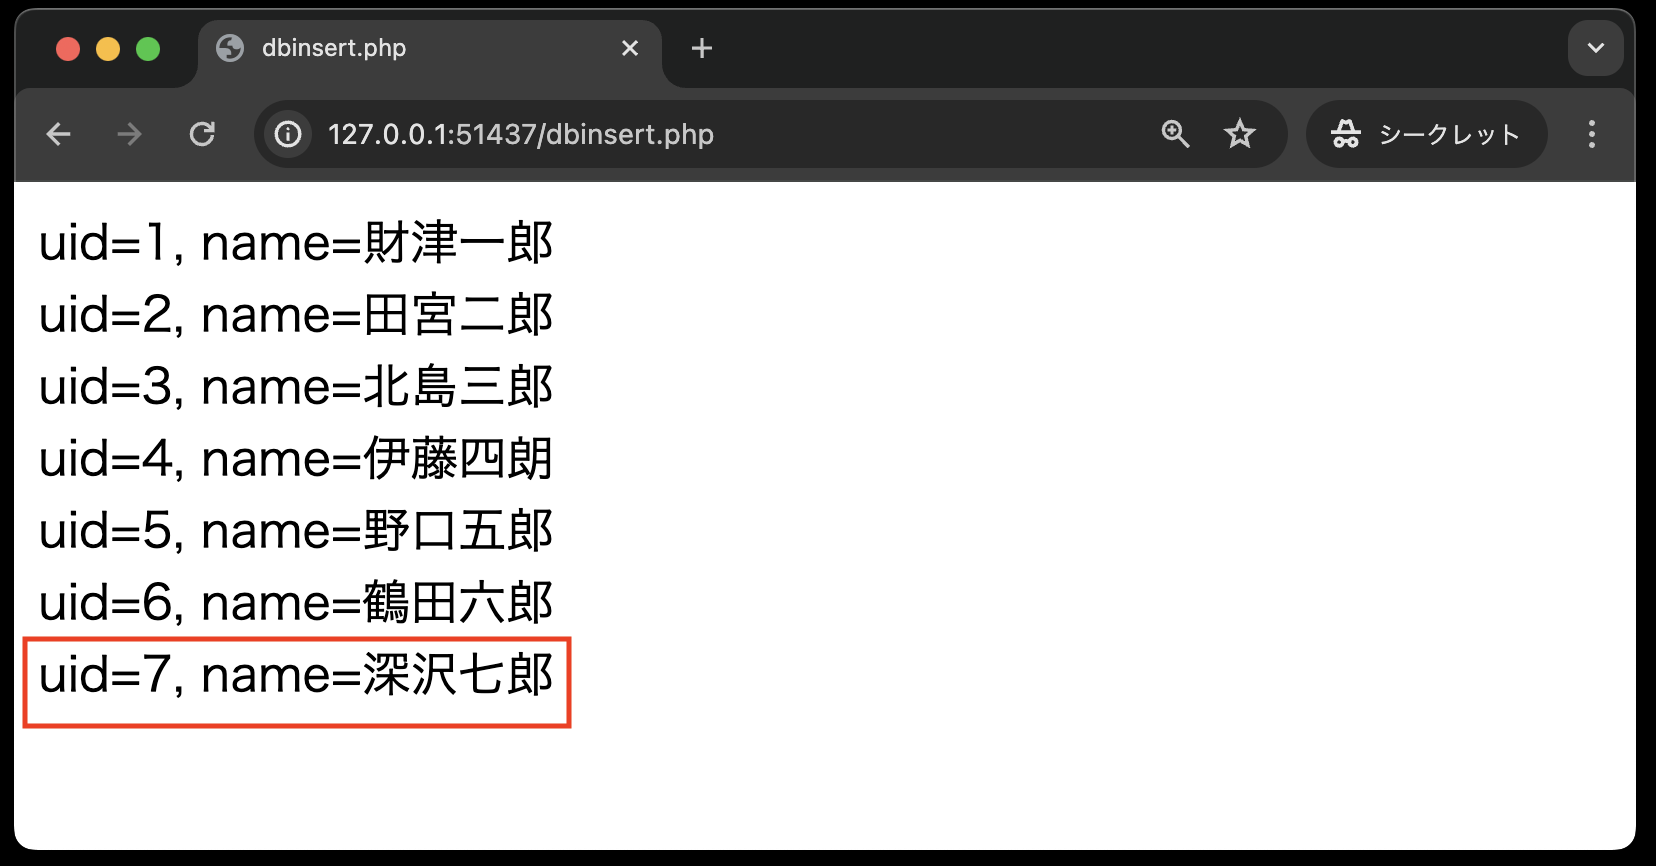 dbinsert.php
127.0.0.1:51437/dbinsert.php
シークレット
uid=1, name=財津一郎
uid=2, name=田宮二郎
uid=3, name=北島三郎
uid=4, name=伊藤四朗
uid=5, name=野口五郎
uid=6, name=鶴田六郎
uid=7, name=深沢七郎